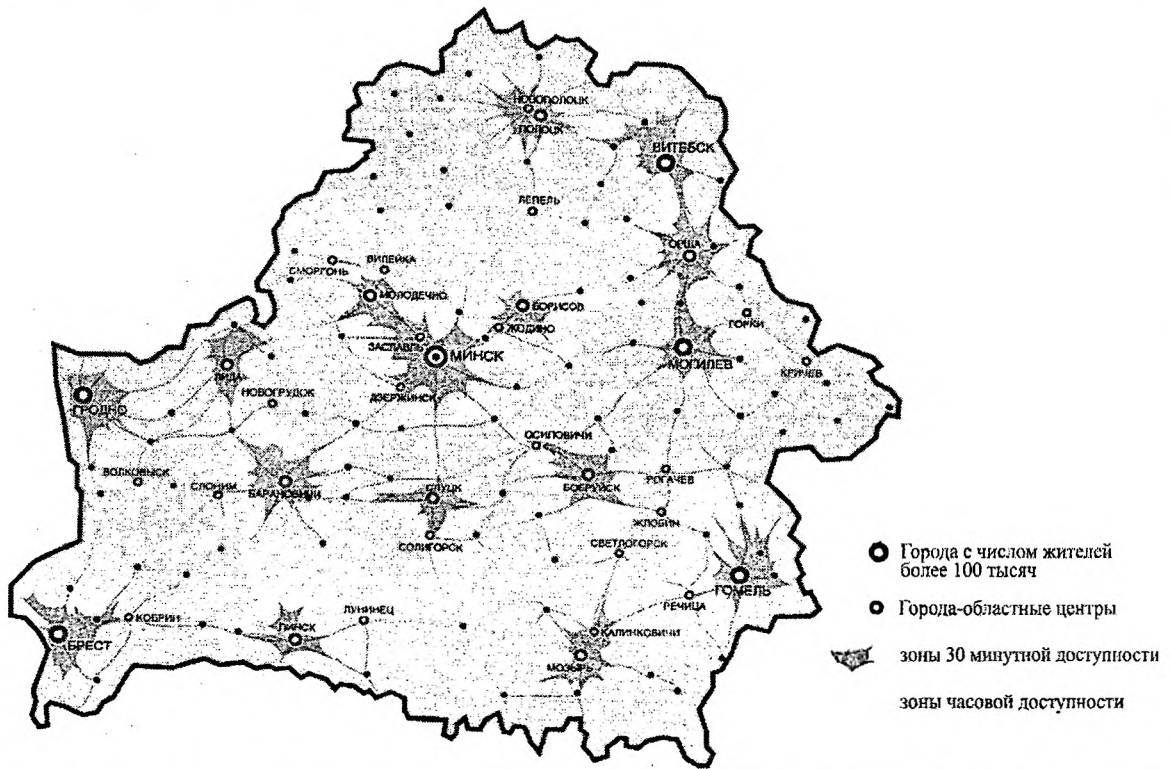 НОВОПОЛОЦК
ПОЛОЦК
ВИТЕБСК
ЛЕПЕЛЬ
ОРША
ВИЛЕЙКА
СМОРГОНЬ
МОЛОДЕЧНО
БОРИСОВ
ЖОДИНО
ГОРКИ
ЗАСЛАВЛЬ
МИНСК
МОГИЛЕВ
КРИЧЕВ
ЛИДА
ДЗЕРЖИНСК
НОВОГРУДОК
ГРОДНО
ОСИПОВИЧИ
ВОЛКОВЫСК
СЛОНИМ
БАРАНОВИЧИ
СЛУЦК
БОБРУЙСК
РОГАЧЕВ
ЖЛОБИН
СОЛИГОРСК
СВЕТЛОГОРСК
ГОМЕЛЬ
РЕЧИЦА
КОБРИН
ЛУНИНЕЦ
ПИНСК
БРЕСТ
КАЛИНКОВИЧИ
МОЗЫРЬ
Города с числом жителей
более 100 тысяч
Города-областные центры
зоны 30 минутной доступности
зоны часовой доступности